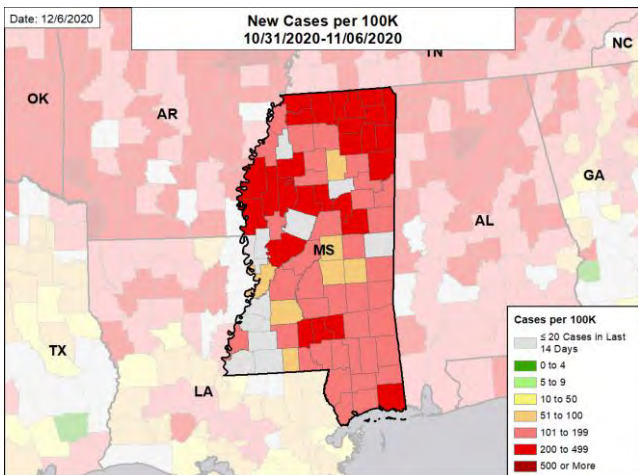 Date: 12/6/2020
New Cases per 100K
10/31/2020-11/06/2020
TN
NC
OK
AR
GA
AL
MS
TX
LA
Cases per 100K
≤ 20 Cases in Last
14 Days
0 to 4
5 to 9
10 to 50
51 to 100
101 to 199
200 to 499
500 or More